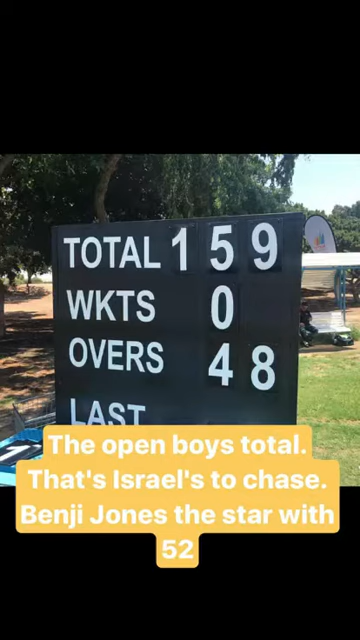 TOTAL 159
WKTS 0
OVERS 48
LAST
1
The open boys total.
That's Israel's to chase.
Benji Jones the star with
52